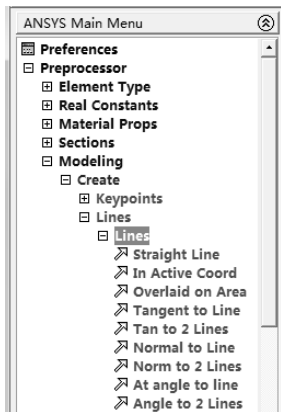 ANSYS Main Menu
Preferences
Preprocessor
Element Type
Real Constants
Material Props
Sections
Modeling
Create
Keypoints
Lines
Lines
Straight Line
In Active Coord
Overlaid on Area
Tangent to Line
Tan to 2 Lines
Normal to Line
Norm to 2 Lines
At angle to line
Angle to 2 Lines